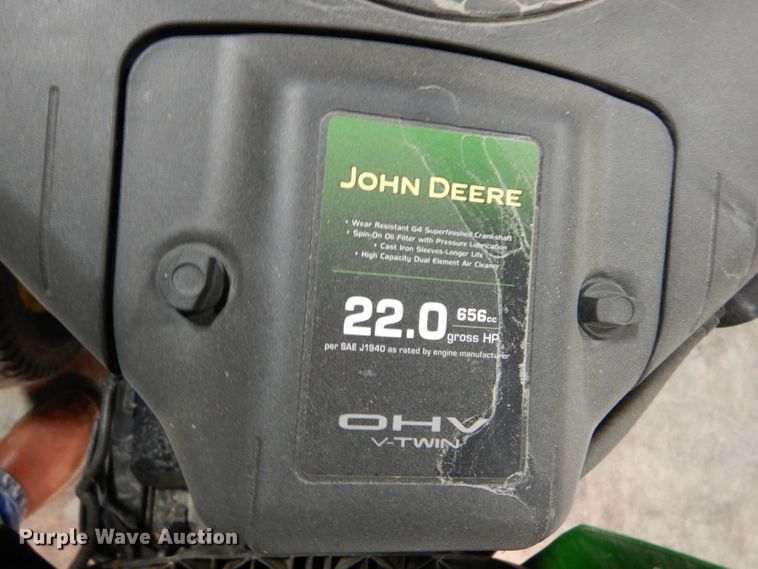 JOHN DEERE
• Wear Resistant G4 Superfinished Crankshaft
• Spin-On Oil Filter with Pressure Lubrication
• Cast Iron Sleeves-Longer Life
• High Capacity Dual Element Air Cleaner
22.0 656cc
gross HP
per SAE J1940 as rated by engine manufacturer
OHV
V-TWIN
Purple Wave Auction